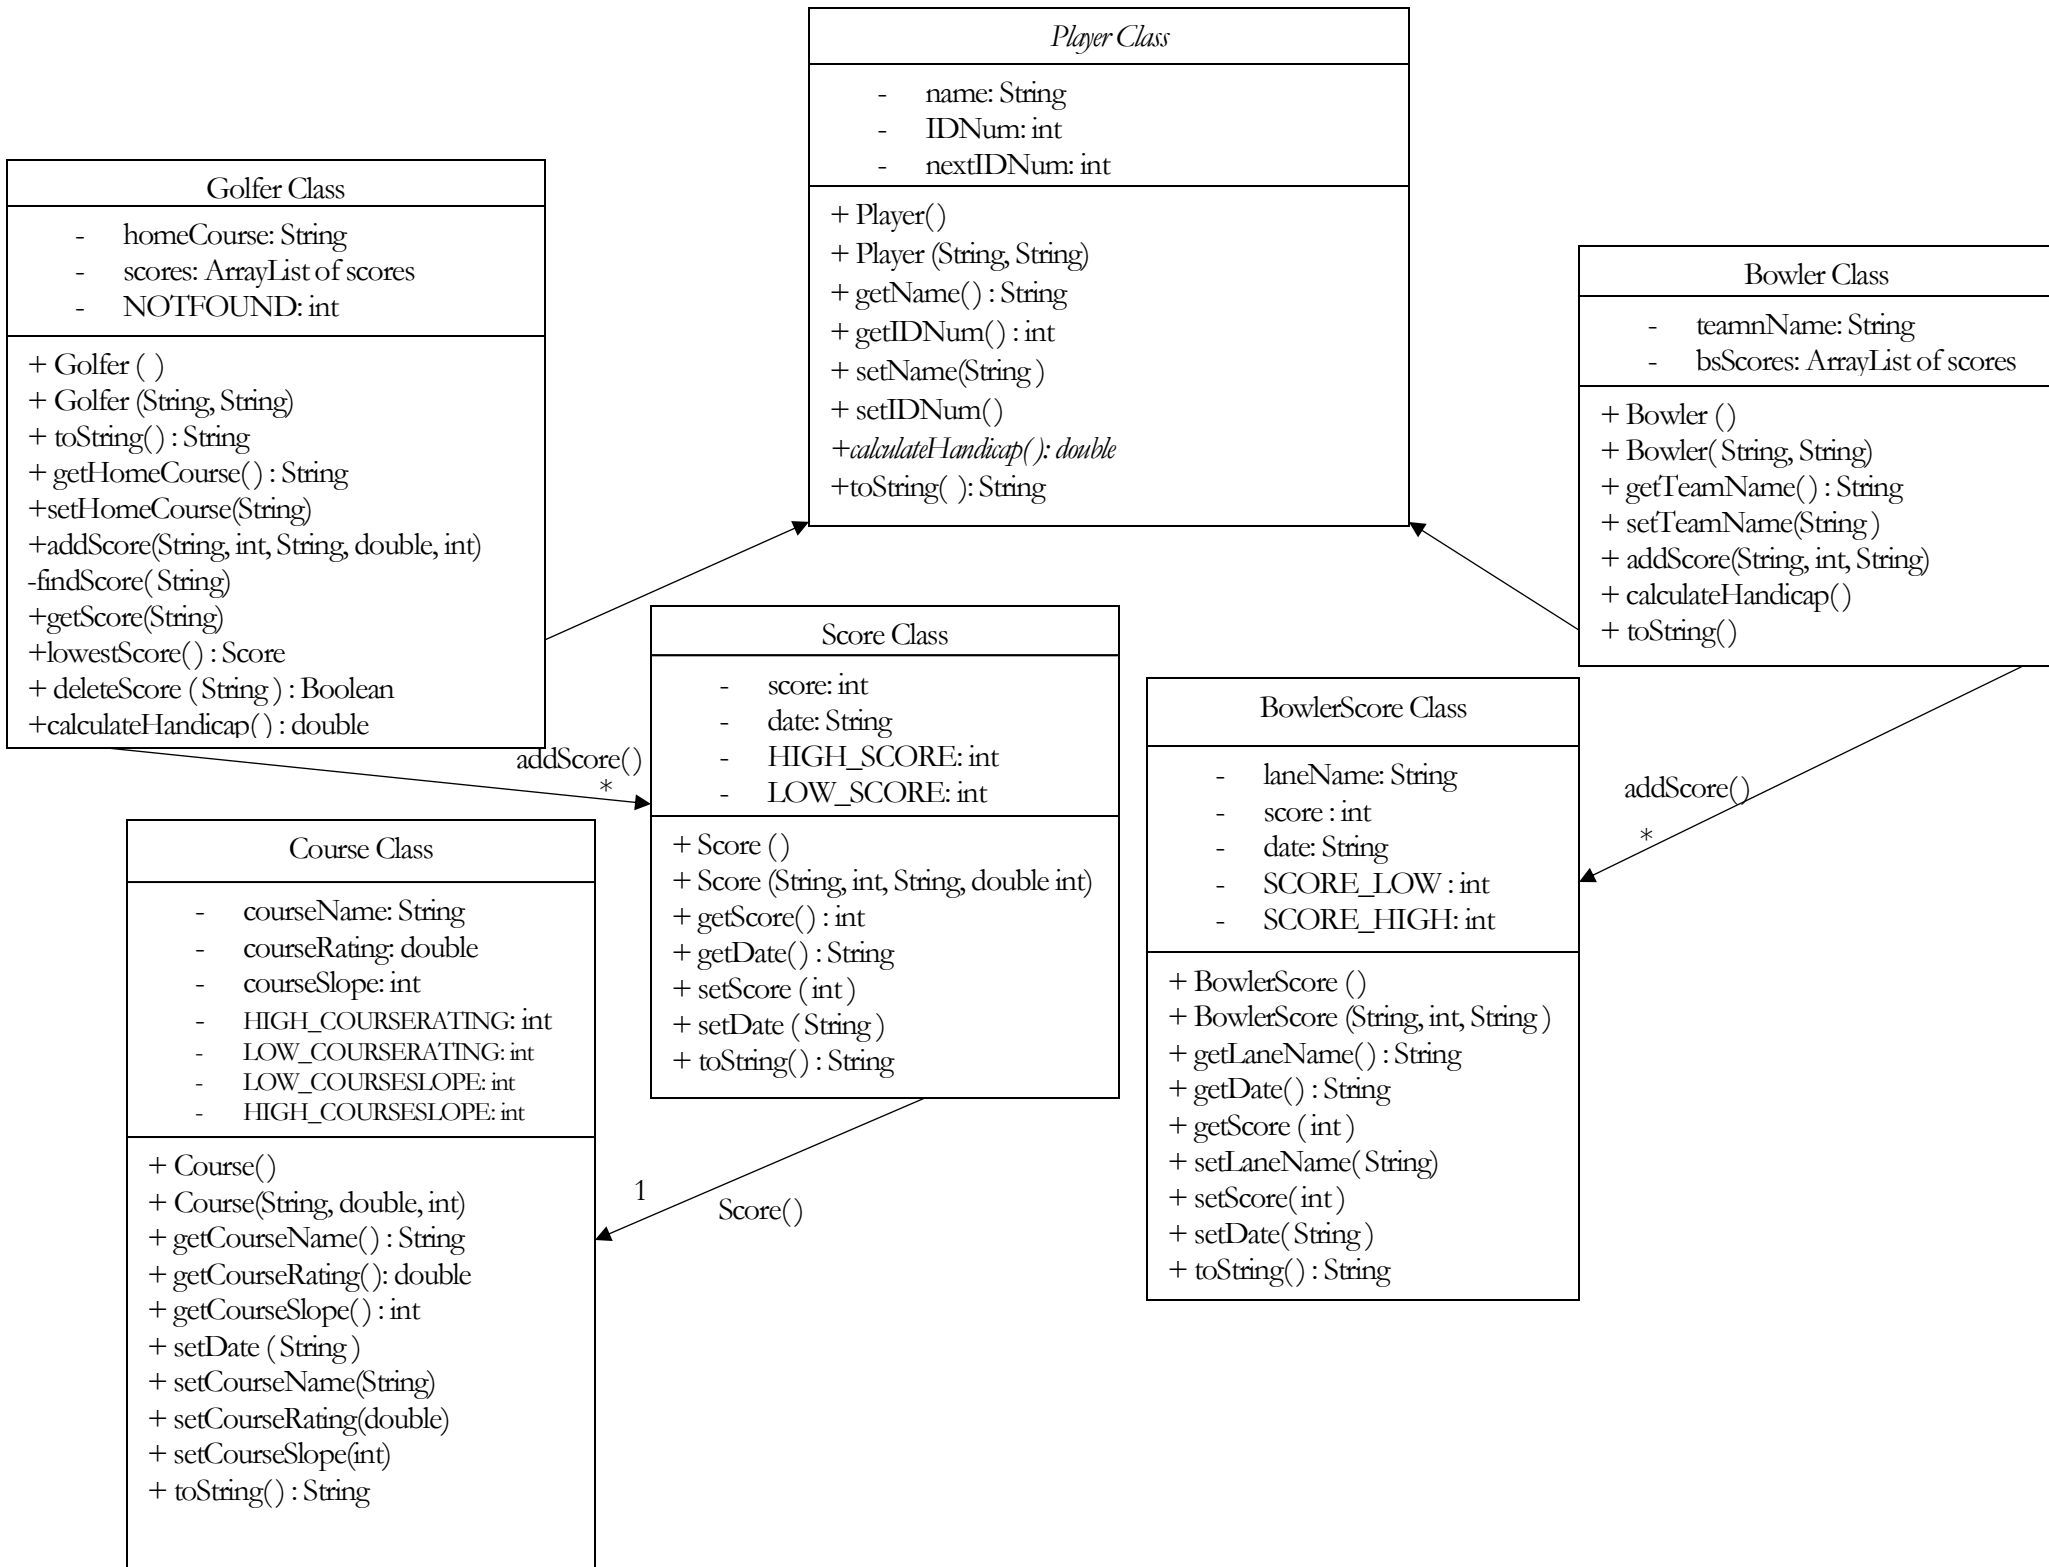 Player Class
- name: String
- IDNum: int
- nextIDNum: int
+ Player()
+ Player (String, String)
+ getName() : String
+ getIDNum() : int
+ setName(String )
+ setIDNum()
+calculateHandicap( ): double
+toString( ): String
Golfer Class
- homeCourse: String
- scores: ArrayList of scores
- NOTFOUND: int
+ Golfer ( )
+ Golfer (String, String)
+ toString() : String
+ getHomeCourse() : String
+setHomeCourse(String)
+addScore(String, int, String, double, int)
-findScore( String)
+getScore(String)
+lowestScore() : Score
+ deleteScore ( String ) : Boolean
+calculateHandicap() : double
Bowler Class
- teamnName: String
- bsScores: ArrayList of scores
+ Bowler ()
+ Bowler( String, String)
+ getTeamName() : String
+ setTeamName(String )
+ addScore(String, int, String)
+ calculateHandicap()
+ toString()
addScore()
*
Score Class
- score: int
- date: String
- HIGH_SCORE: int
- LOW_SCORE: int
+ Score ()
+ Score (String, int, String, double int)
+ getScore() : int
+ getDate() : String
+ setScore ( int )
+ setDate ( String )
+ toString() : String
BowlerScore Class
- laneName: String
- score : int
- date: String
- SCORE_LOW : int
- SCORE_HIGH: int
+ BowlerScore ()
+ BowlerScore (String, int, String )
+ getLaneName() : String
+ getDate() : String
+ getScore ( int )
+ setLaneName( String)
+ setScore( int )
+ setDate( String )
+ toString() : String
addScore()
*
Course Class
- courseName: String
- courseRating: double
- courseSlope: int
- HIGH_COURSERATING: int
- LOW_COURSERATING: int
- LOW_COURSESLOPE: int
- HIGH_COURSESLOPE: int
+ Course()
+ Course(String, double, int)
+ getCourseName() : String
+ getCourseRating( ): double
+ getCourseSlope() : int
+ setDate ( String )
+ setCourseName(String)
+ setCourseRating(double)
+ setCourseSlope(int)
+ toString() : String
1
Score()